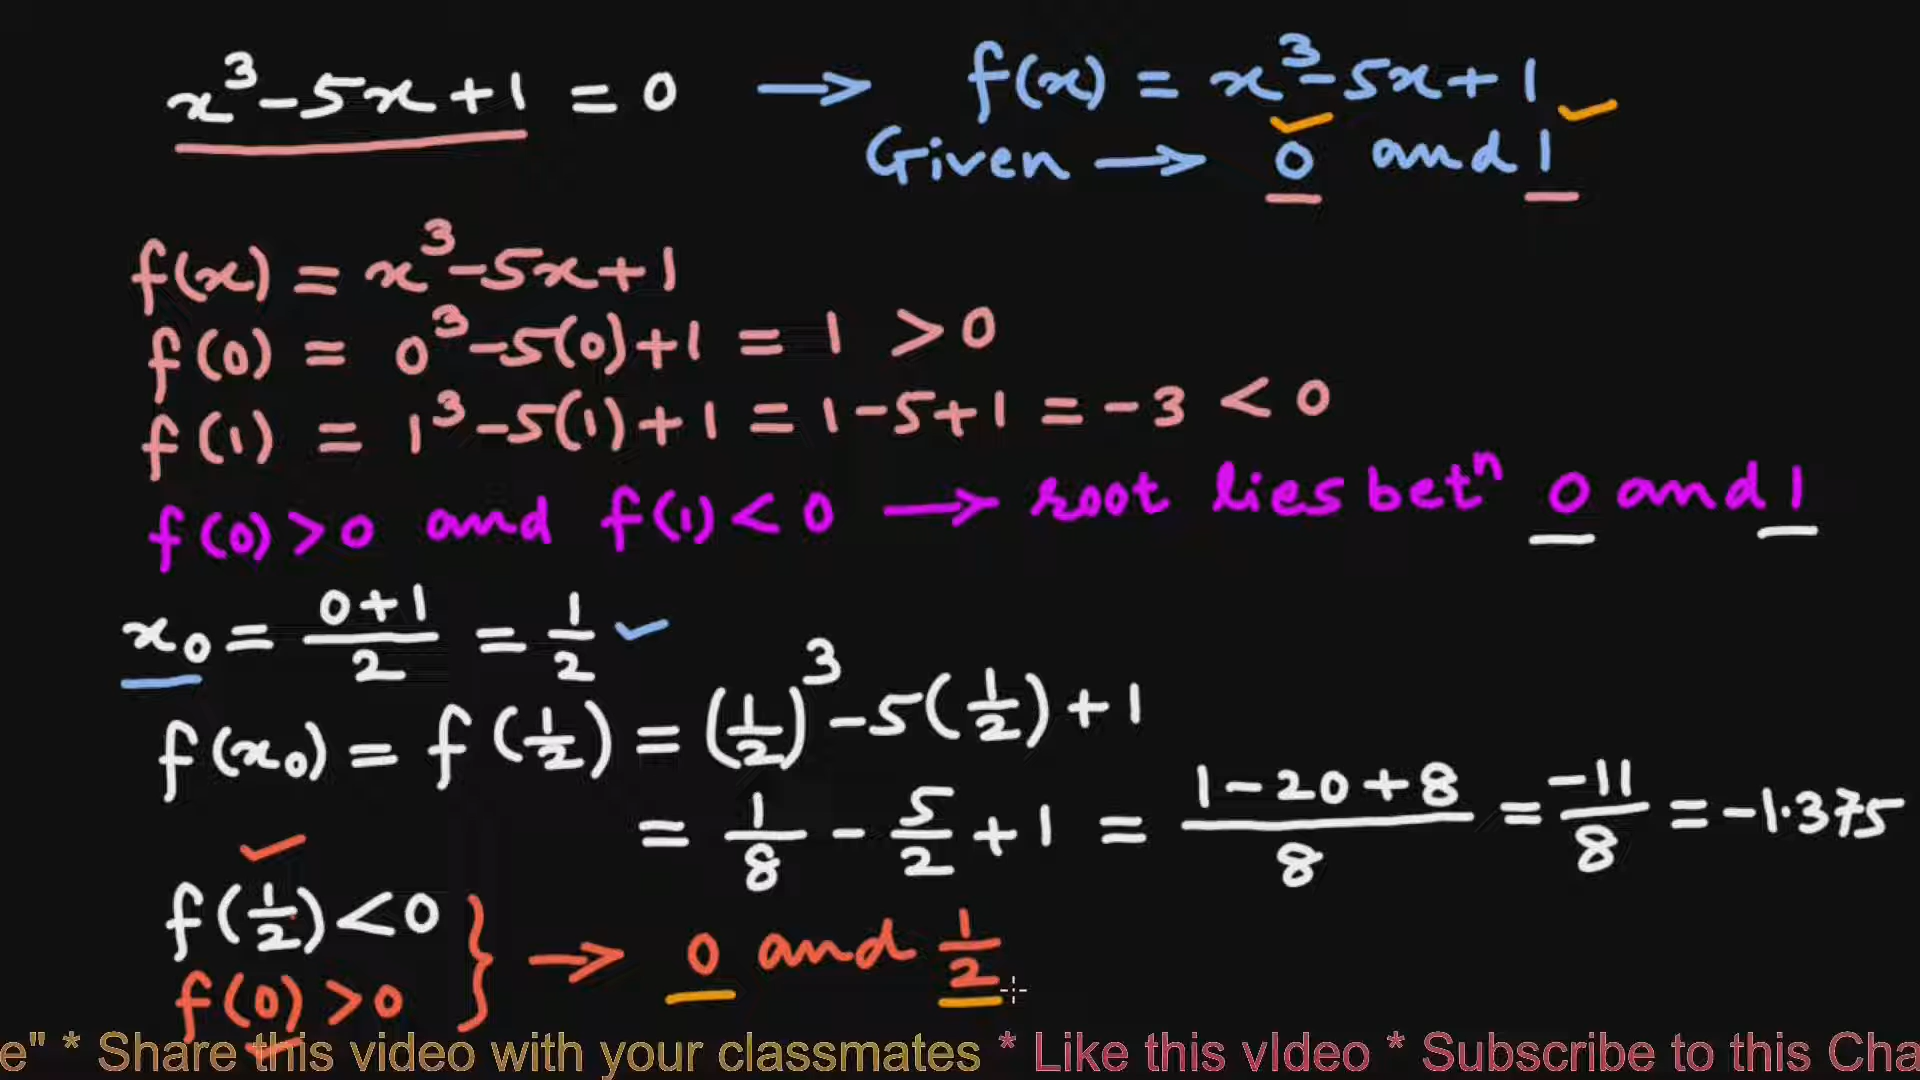 x³-5x+1 = 0 → f(x) = x³-5x+1
Given → 0 and 1
f(x) = x³-5x+1
f(0) = 0³-5(0)+1 = 1 > 0
f(1) = 1³-5(1)+1 = 1-5+1 = -3 < 0
f(0)>0 and f(1)<0 → root lies betⁿ 0 and 1
x₀ = (0+1)/2 = 1/2 ✓
f(x₀) = f(1/2) = (1/2)³-5(1/2)+1
= 1/8 - 5/2 + 1 = (1-20+8)/8 = -11/8 = -1.375
f(1/2)<0
f(0)>0 } → 0 and 1/2
e" * Share this video with your classmates * Like this vIdeo * Subscribe to this Cha